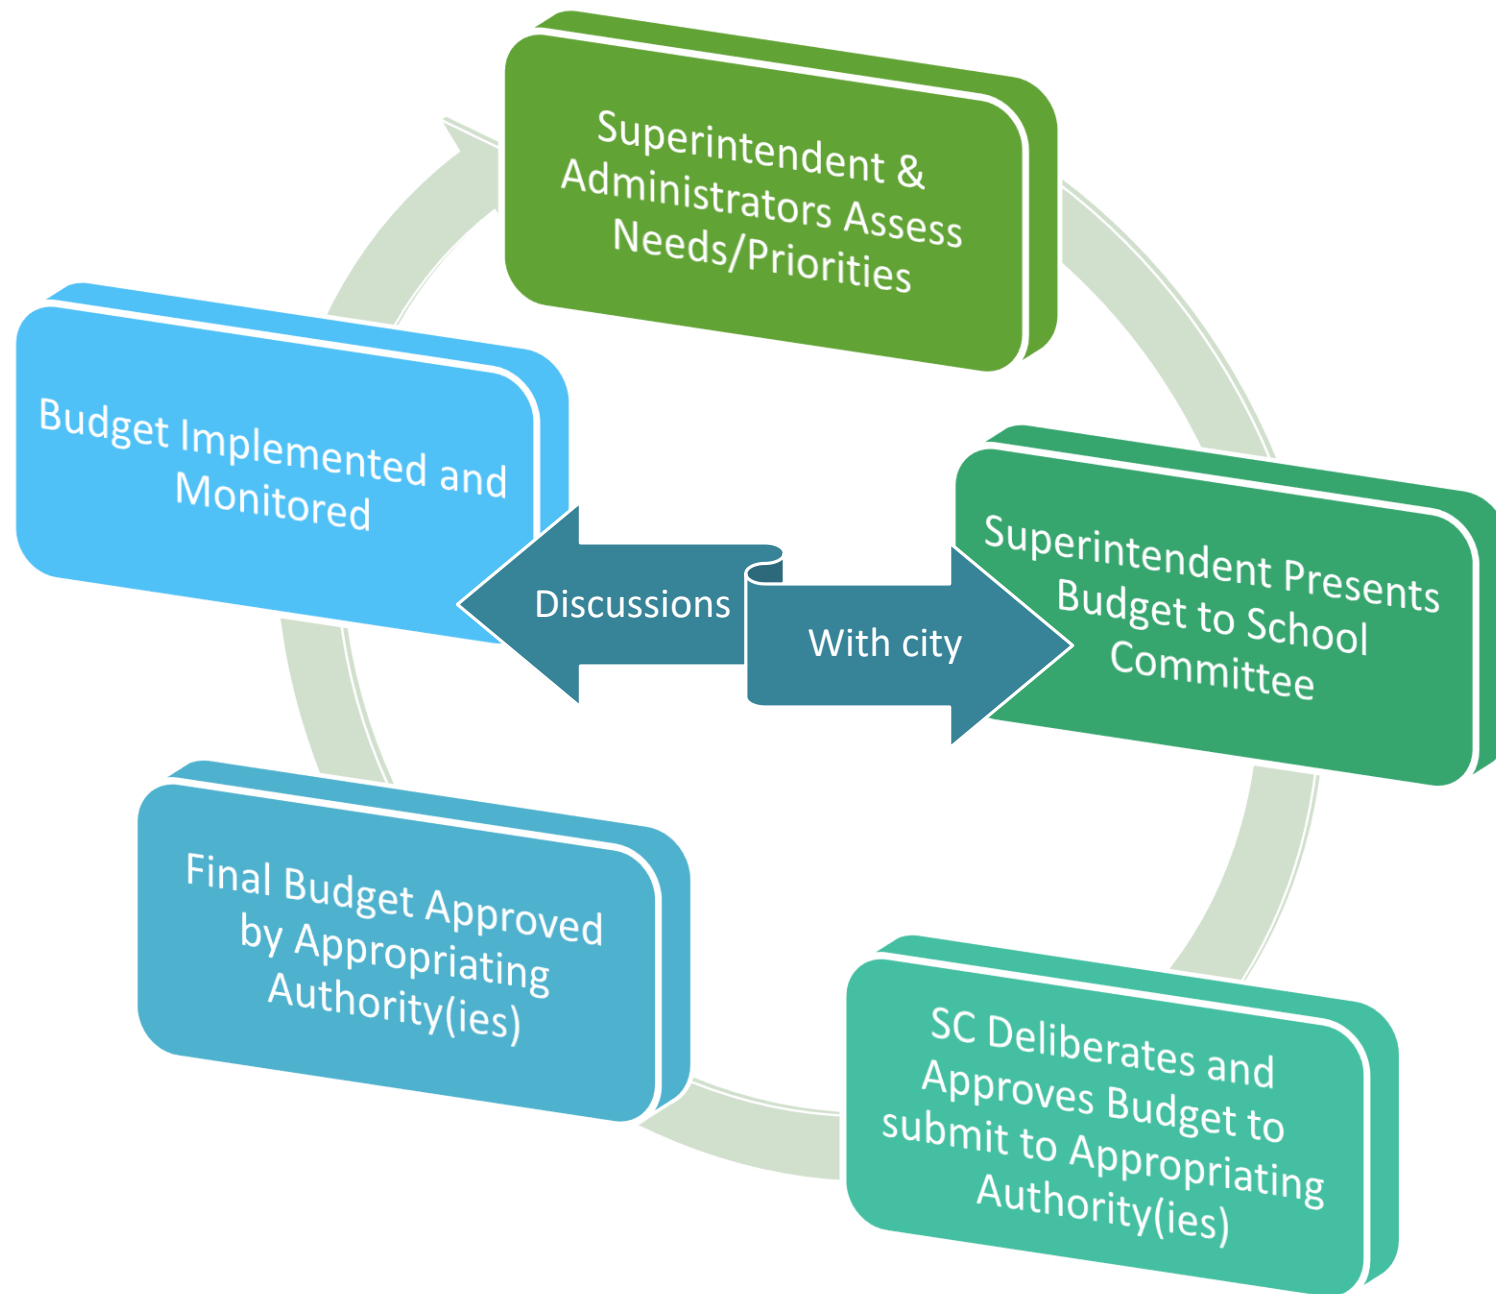 Superintendent &
Administrators Assess
Needs/Priorities
Superintendent Presents
Budget to School
Committee
SC Deliberates and
Approves Budget to
submit to Appropriating
Authority(ies)
Final Budget Approved
by Appropriating
Authority(ies)
Budget Implemented and
Monitored
Discussions
With city